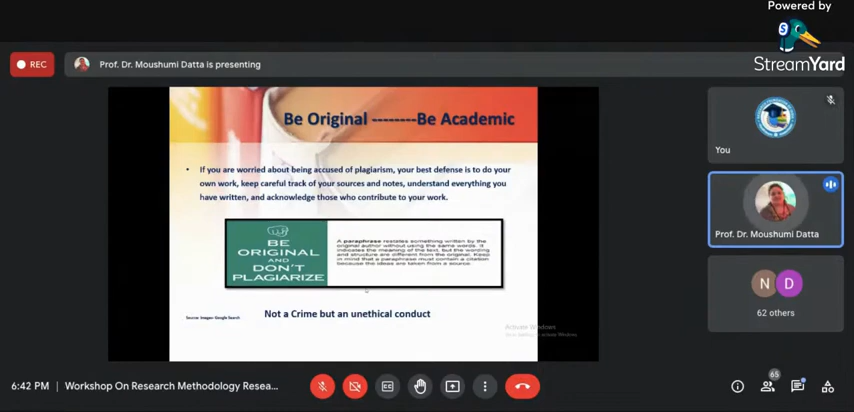 Powered by
StreamYard
REC
Prof. Dr. Moushumi Datta is presenting
Be Original --------Be Academic
• If you are worried about being accused of plagiarism, your best defense is to do your
own work, keep careful track of your sources and notes, understand everything you
have written, and acknowledge those who contribute to your work.
BE
ORIGINAL
AND
DON'T
PLAGIARIZE
A paraphrase restates something written by the
original author without using the same words. It
indicates the meaning of the text, but the wording
and structure are different from the original. Keep
in mind that a paraphrase must contain a citation
because the ideas are taken from a source.
Source: Images- Google Search
Not a Crime but an unethical conduct
Activate Windows
You
Prof. Dr. Moushumi Datta
N D
62 others
6:42 PM | Workshop On Research Methodology Resea...
65